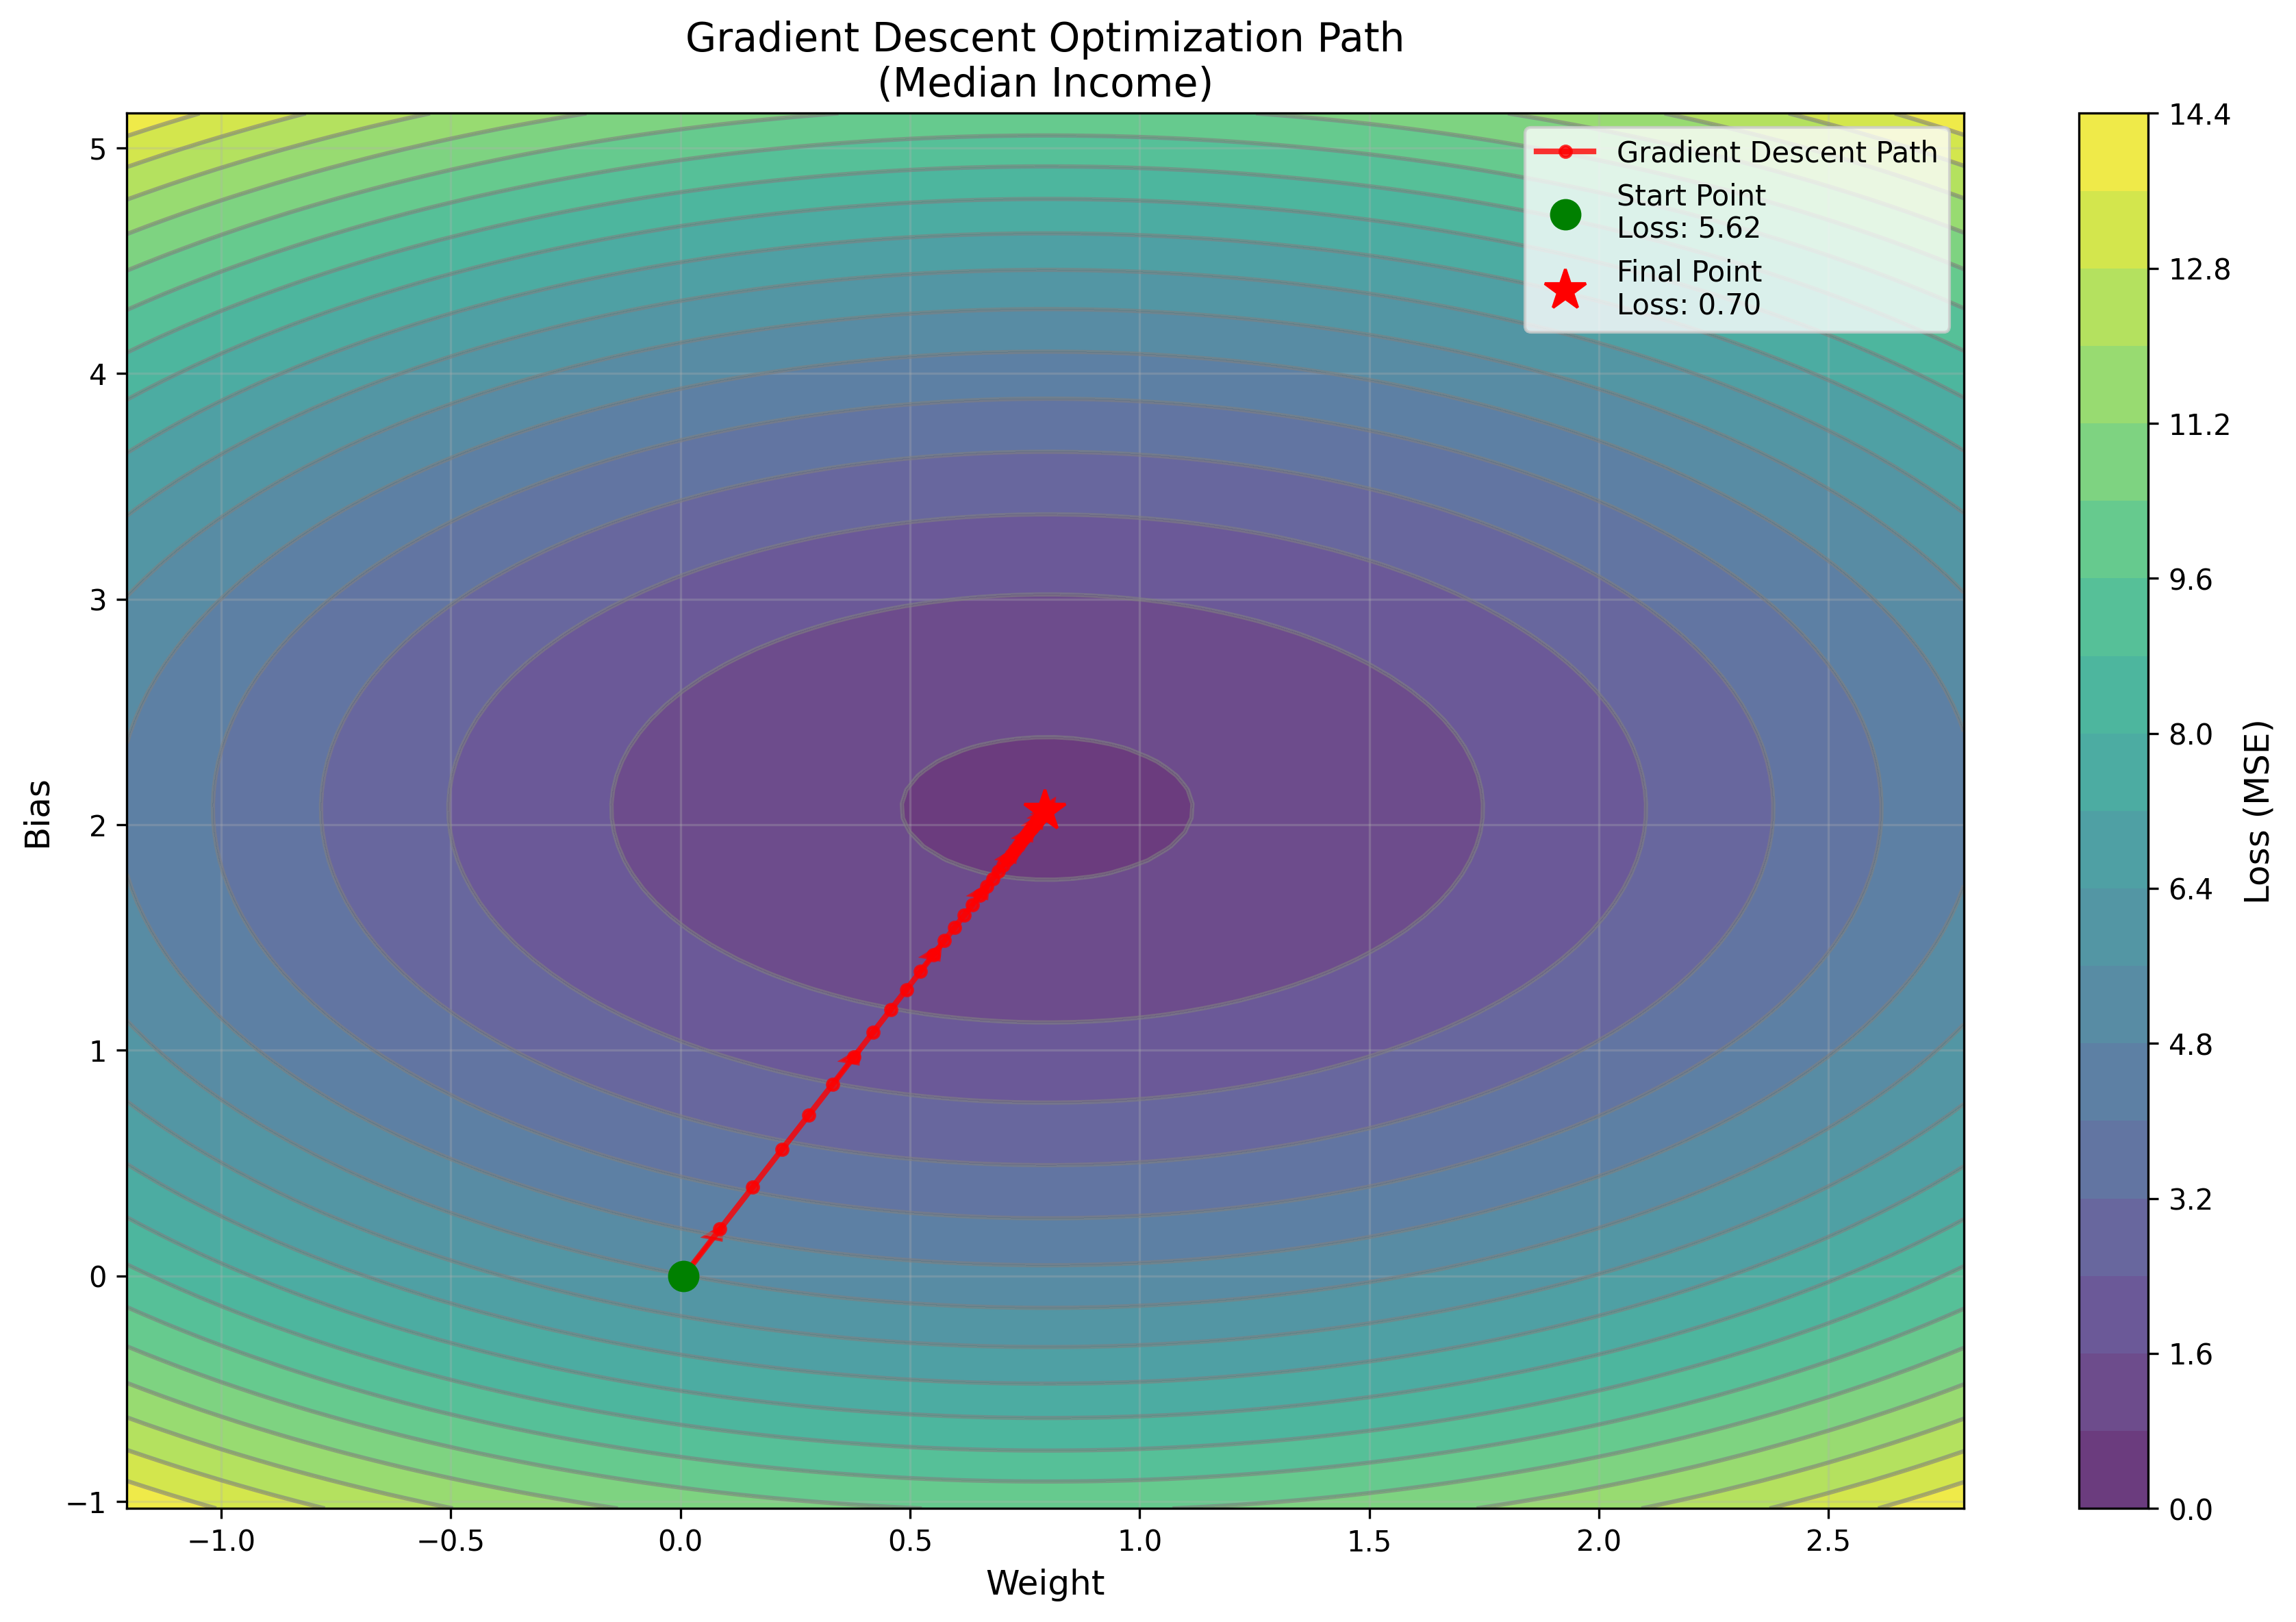 Gradient Descent Optimization Path
(Median Income)
Gradient Descent Path
Start Point
Loss: 5.62
Final Point
Loss: 0.70
Bias
5
4
3
2
1
0
−1
−1.0
−0.5
0.0
0.5
1.0
1.5
2.0
2.5
Weight
14.4
12.8
11.2
9.6
8.0
6.4
4.8
3.2
1.6
0.0
Loss (MSE)